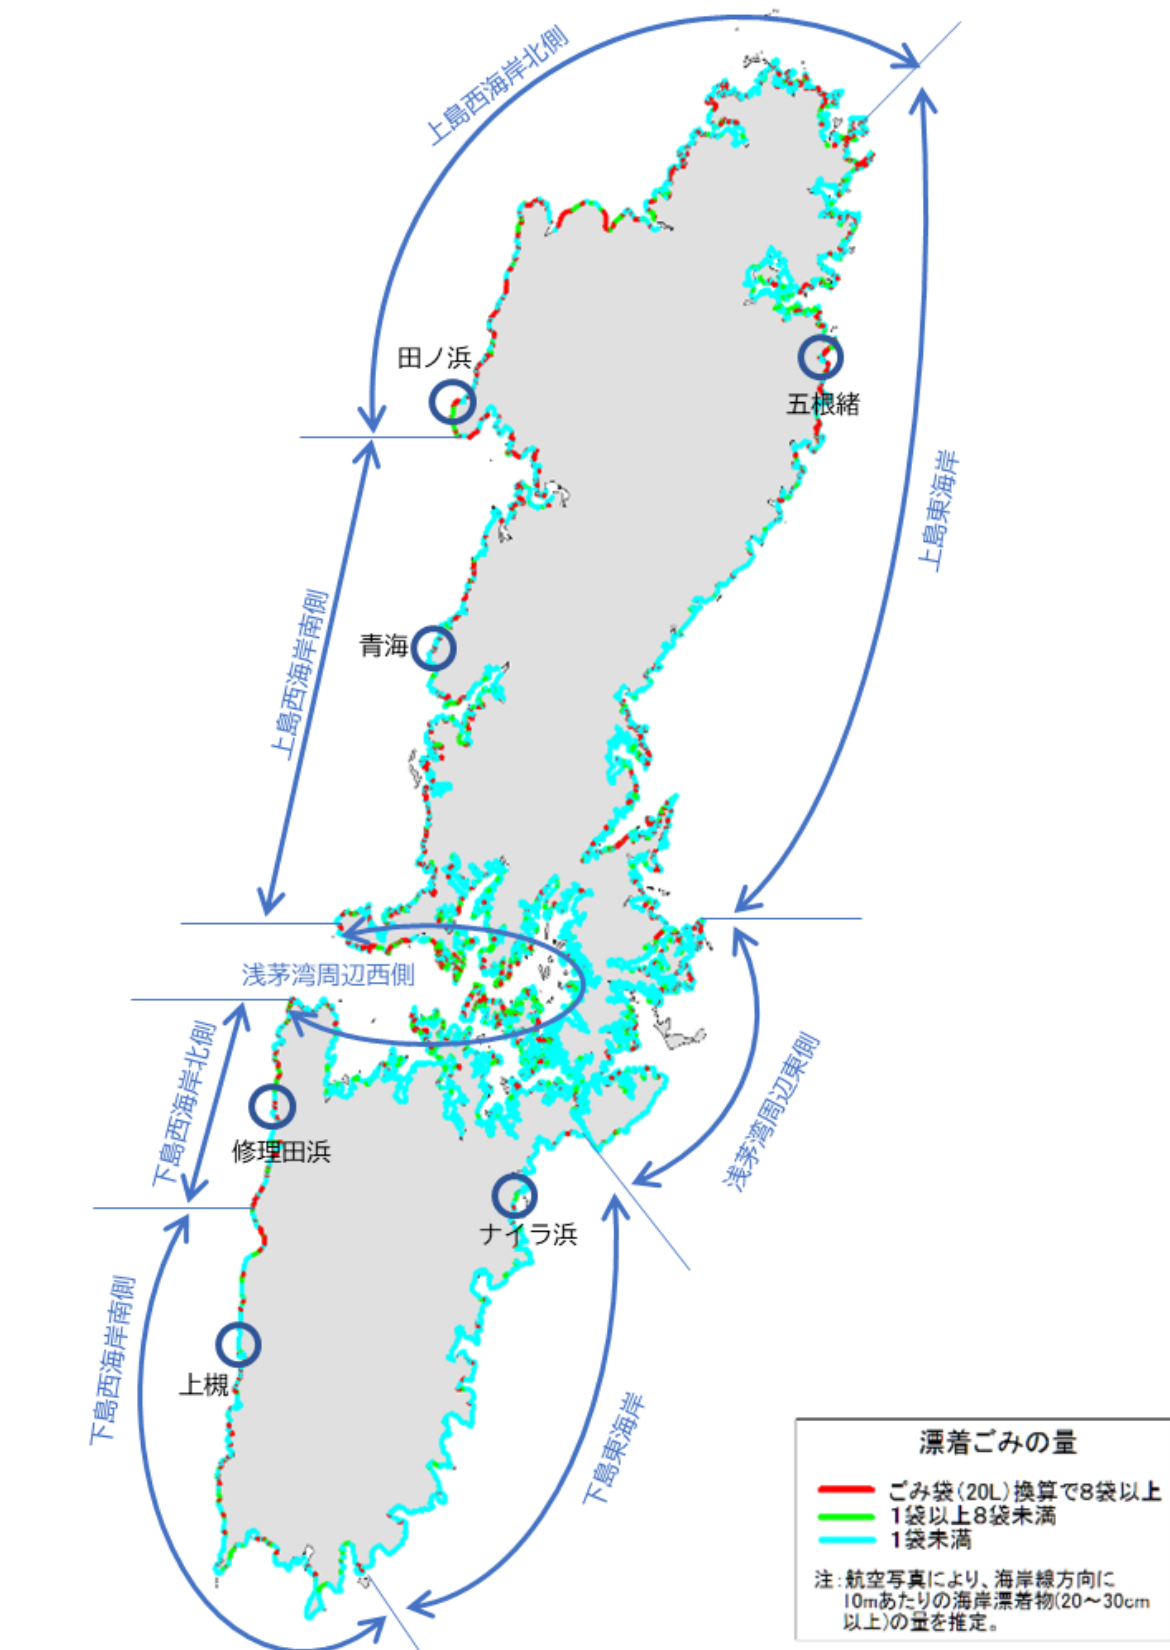 上島西海岸北側
田ノ浜
五根緒
上島東海岸
上島西海岸南側
青海
浅茅湾周辺西側
下島西海岸北側
修理田浜
浅茅湾周辺東側
ナイラ浜
下島西海岸南側
上槻
下島東海岸
漂着ごみの量
ごみ袋(20L)換算で8袋以上
1袋以上8袋未満
1袋未満
注:航空写真により、海岸線方向に
10mあたりの海岸漂着物(20～30cm
以上)の量を推定。